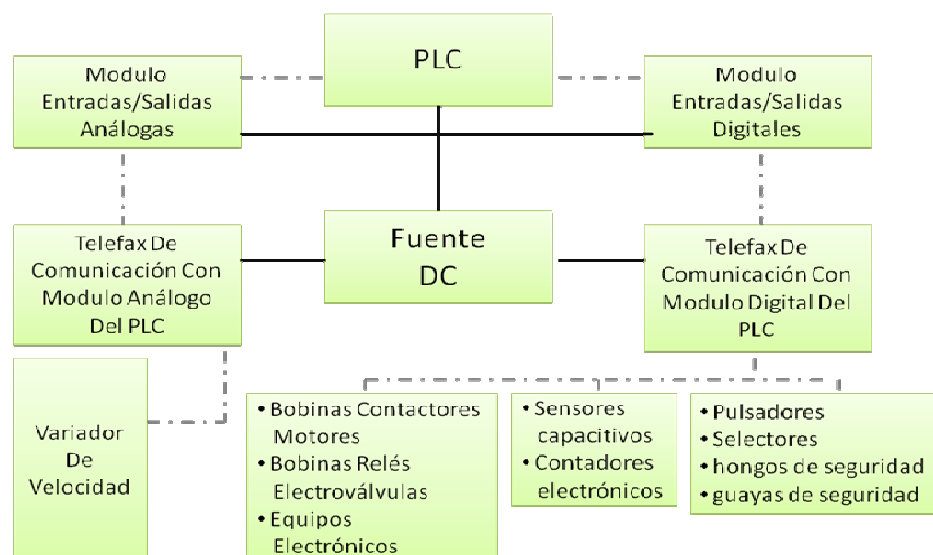 PLC
Modulo
Entradas/Salidas
Análogas
Modulo
Entradas/Salidas
Digitales
Fuente
DC
Telefax De
Comunicación Con
Modulo Análogo
Del PLC
Telefax De
Comunicación Con
Modulo Digital Del
PLC
Variador
De
Velocidad
• Bobinas Contactores
Motores
• Bobinas Relés
Electroválvulas
• Equipos
Electrónicos
• Sensores
capacitivos
• Contadores
electrónicos
• Pulsadores
• Selectores
• hongos de seguridad
• guayas de seguridad